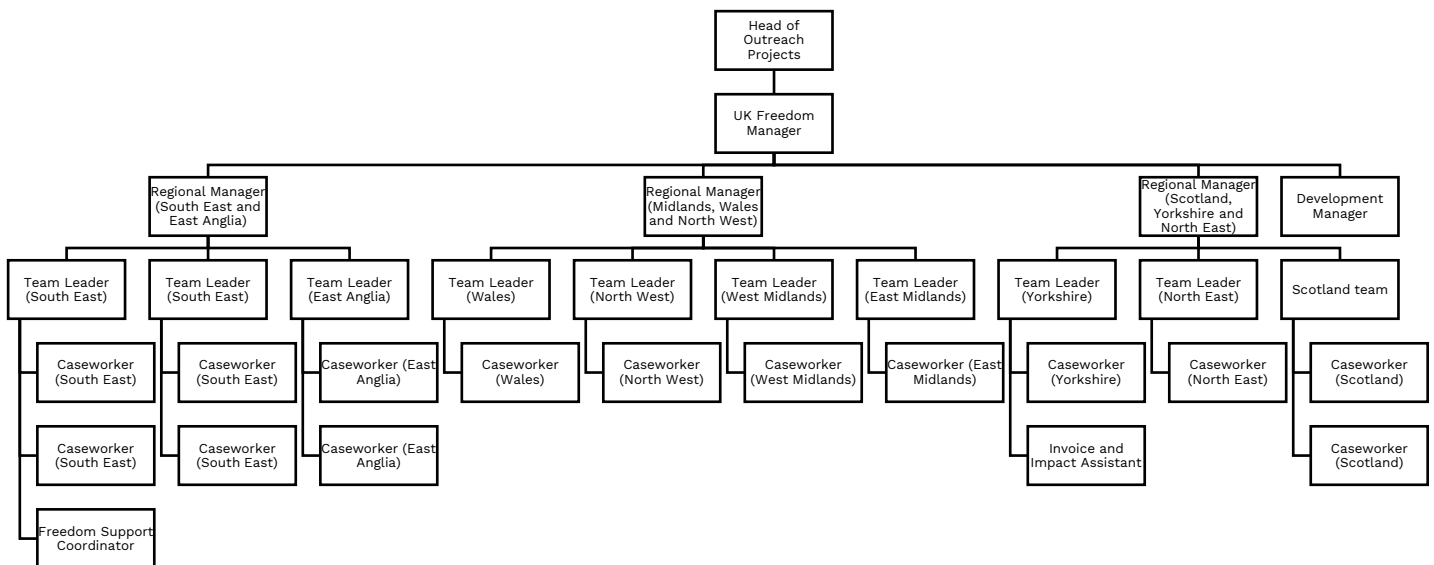 Head of
Outreach
Projects
UK Freedom
Manager
Regional Manager
(South East and
East Anglia)
Regional Manager
(Midlands, Wales
and North West)
Regional Manager
(Scotland,
Yorkshire and
North East)
Development
Manager
Team Leader
(South East)
Team Leader
(South East)
Team Leader
(East Anglia)
Team Leader
(Wales)
Team Leader
(North West)
Team Leader
(West Midlands)
Team Leader
(East Midlands)
Team Leader
(Yorkshire)
Team Leader
(North East)
Scotland team
Caseworker
(South East)
Caseworker
(South East)
Caseworker (East
Anglia)
Caseworker
(Wales)
Caseworker
(North West)
Caseworker
(West Midlands)
Caseworker (East
Midlands)
Caseworker
(Yorkshire)
Caseworker
(North East)
Caseworker
(Scotland)
Caseworker
(South East)
Caseworker
(South East)
Caseworker (East
Anglia)
Invoice and
Impact Assistant
Caseworker
(Scotland)
Freedom Support
Coordinator